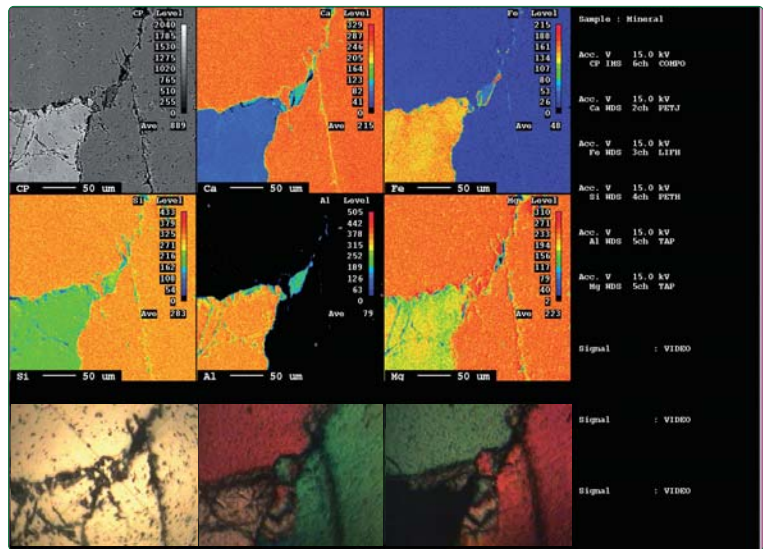 CP Level
2040
1785
1530
1275
1020
765
510
255
0
Ave 889
CP 50 um
Ca Level
329
287
246
205
164
123
82
41
0
Ave 215
Ca 50 um
Fe Level
215
188
161
134
107
80
53
26
0
Ave 48
Fe 50 um
Si Level
433
379
325
271
216
162
108
54
0
Ave 283
Si 50 um
Al Level
505
442
378
315
252
189
126
63
0
Ave 79
Al 50 um
Mg Level
310
271
233
194
156
117
79
40
2
Ave 223
Mg 50 um
Sample : Mineral
Acc. V 15.0 kV
CP IMS 6ch COMPO
Acc. V 15.0 kV
Ca WDS 2ch PETJ
Acc. V 15.0 kV
Fe WDS 3ch LIFH
Acc. V 15.0 kV
Si WDS 4ch PETH
Acc. V 15.0 kV
Al WDS 5ch TAP
Acc. V 15.0 kV
Mg WDS 5ch TAP
Signal : VIDEO
Signal : VIDEO
Signal : VIDEO